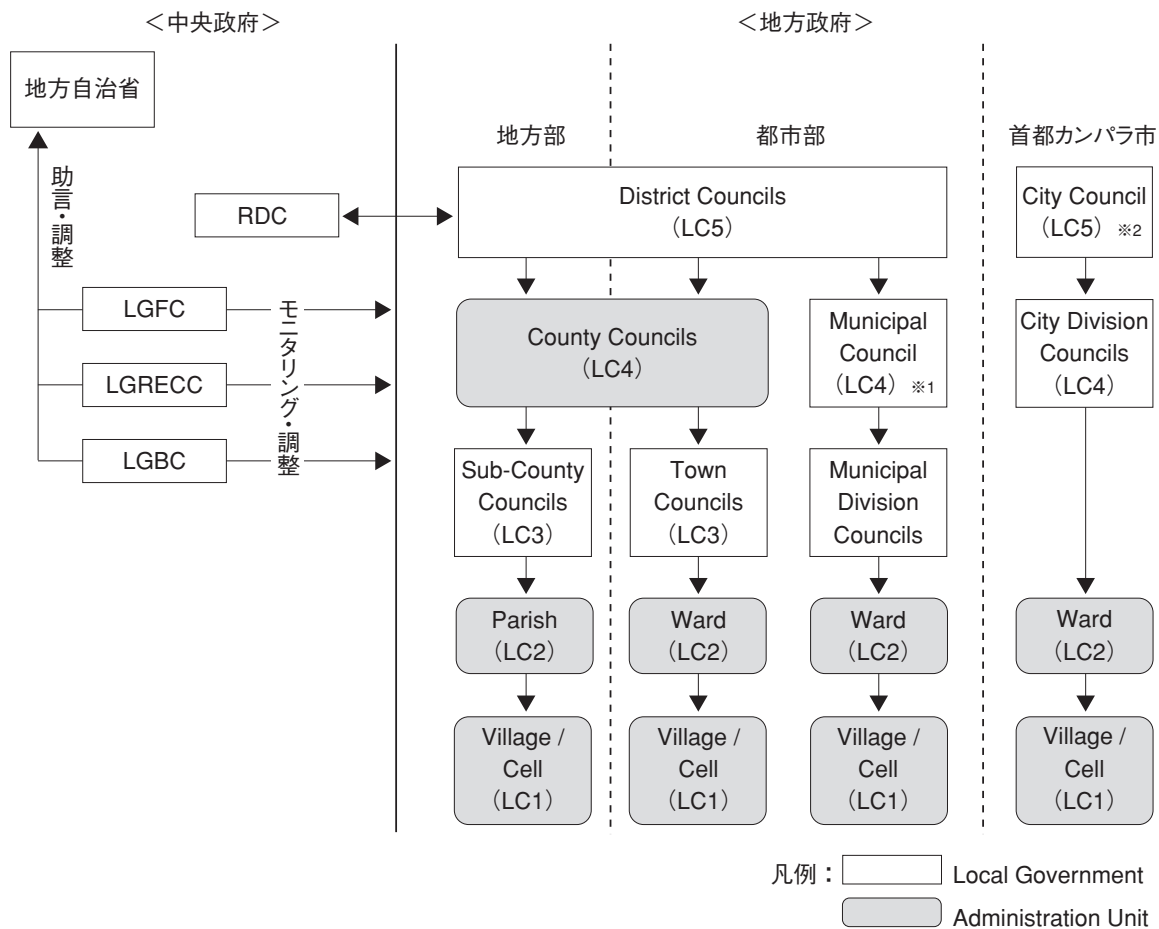 ＜中央政府＞
＜地方政府＞
地方自治省
地方部
都市部
首都カンパラ市
助言・調整
RDC
District Councils
（LC5）
City Council
（LC5）※2
LGFC
LGRECC
LGBC
モニタリング・調整
County Councils
（LC4）
Municipal
Council
（LC4）※1
City Division
Councils
（LC4）
Sub-County
Councils
（LC3）
Town
Councils
（LC3）
Municipal
Division
Councils
Parish
（LC2）
Ward
（LC2）
Ward
（LC2）
Ward
（LC2）
Village /
Cell
（LC1）
Village /
Cell
（LC1）
Village /
Cell
（LC1）
Village /
Cell
（LC1）
凡例：
Local Government
Administration Unit